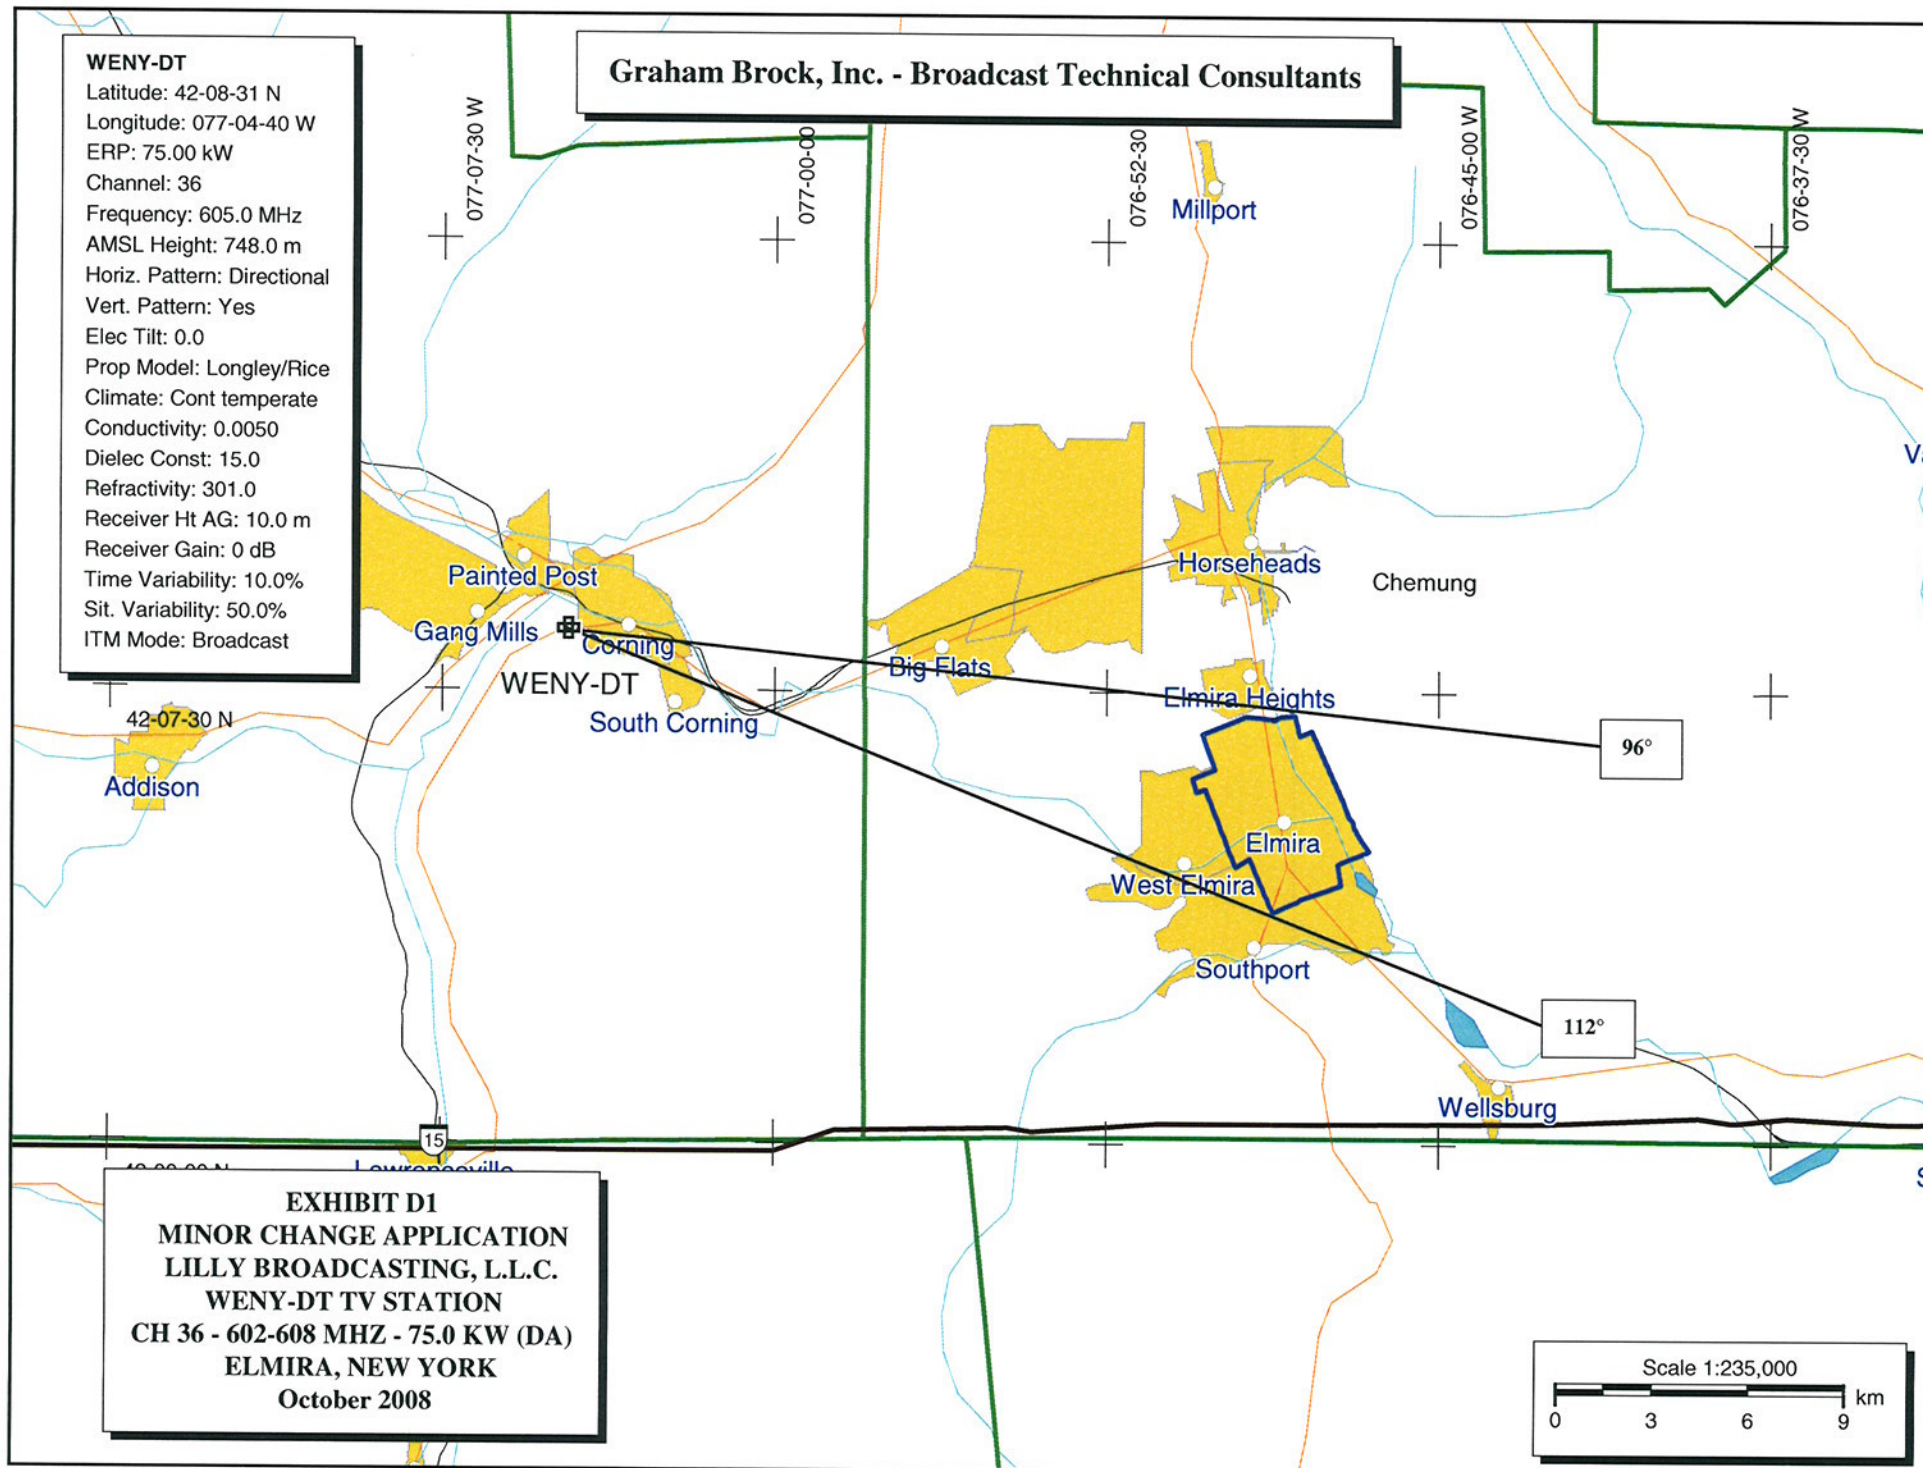 WENY-DT
Latitude: 42-08-31 N
Longitude: 077-04-40 W
ERP: 75.00 kW
Channel: 36
Frequency: 605.0 MHz
AMSL Height: 748.0 m
Horiz. Pattern: Directional
Vert. Pattern: Yes
Elec Tilt: 0.0
Prop Model: Longley/Rice
Climate: Cont temperate
Conductivity: 0.0050
Dielec Const: 15.0
Refractivity: 301.0
Receiver Ht AG: 10.0 m
Receiver Gain: 0 dB
Time Variability: 10.0%
Sit. Variability: 50.0%
ITM Mode: Broadcast
Graham Brock, Inc. - Broadcast Technical Consultants
077-07-30 W
077-00-00
076-52-30
076-45-00 W
076-37-30 W
Millport
Painted Post
Gang Mills
Corning
WENY-DT
South Corning
Big Flats
Horseheads
Chemung
Elmira Heights
96°
42-07-30 N
Addison
Elmira
West Elmira
Southport
112°
Wellsburg
15
EXHIBIT D1
MINOR CHANGE APPLICATION
LILLY BROADCASTING, L.L.C.
WENY-DT TV STATION
CH 36 - 602-608 MHZ - 75.0 KW (DA)
ELMIRA, NEW YORK
October 2008
Scale 1:235,000
km
0 3 6 9